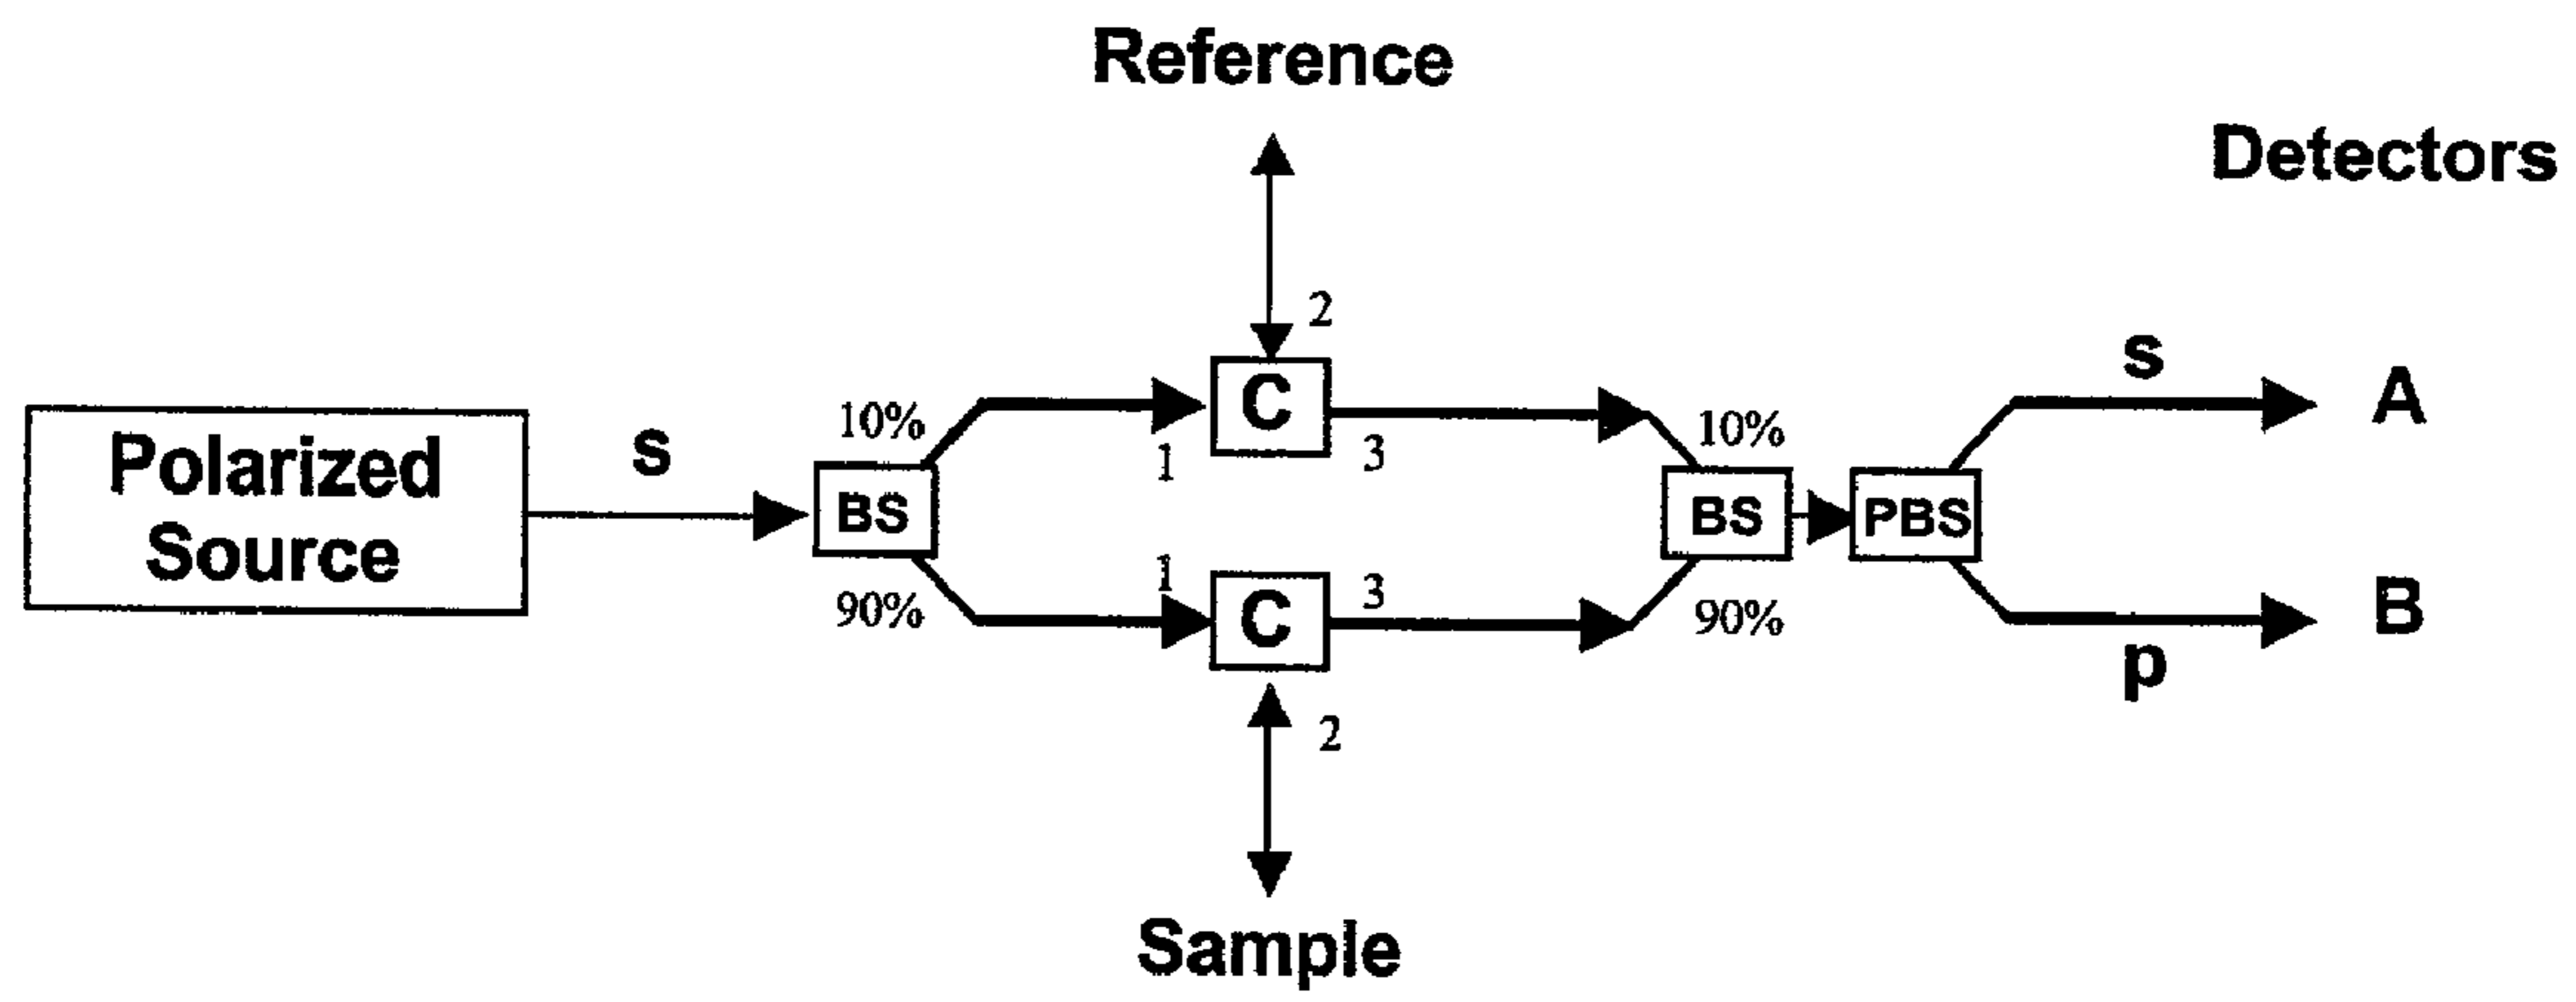 Reference
Detectors
2
s
A
10%
C
10%
1
3
s
Polarized
Source
BS
BS
PBS
1
3
90%
C
90%
B
p
2
Sample